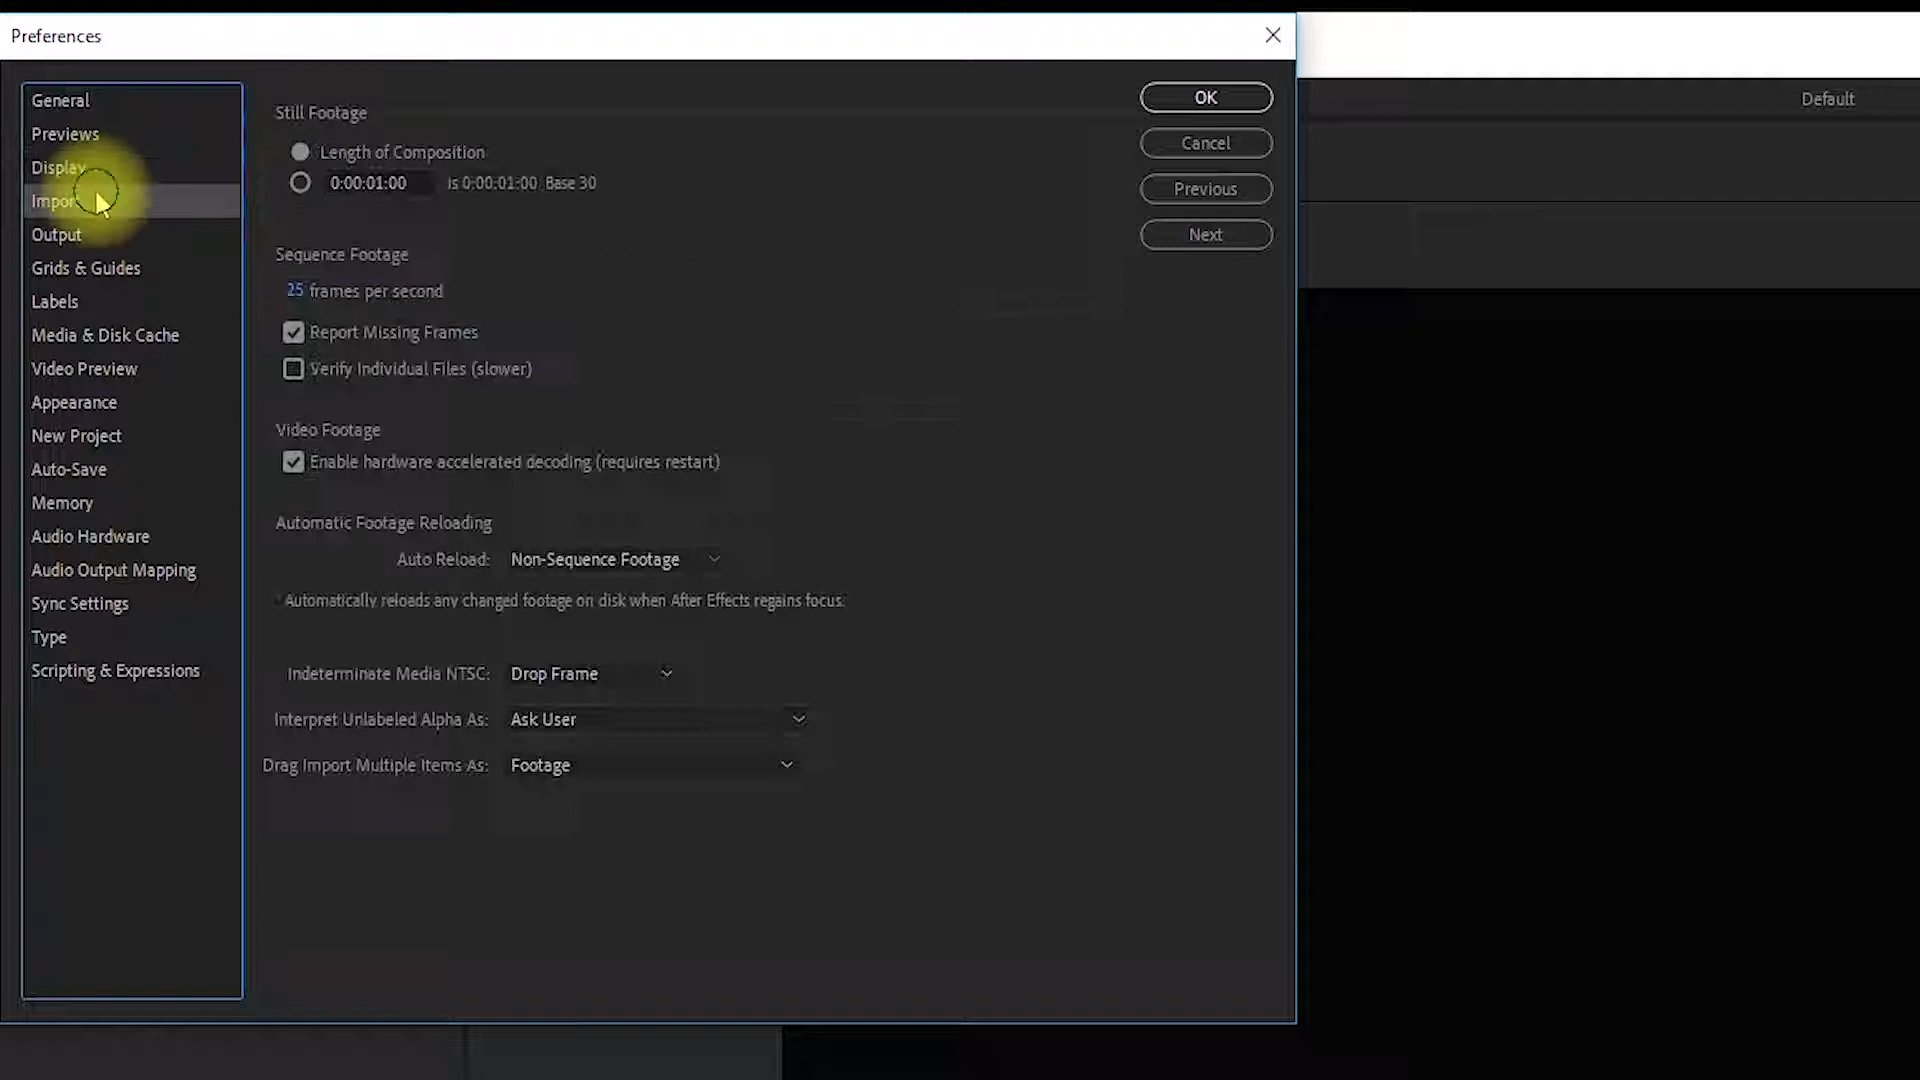 Preferences
General
Previews
Display
Import
Output
Grids & Guides
Labels
Media & Disk Cache
Video Preview
Appearance
New Project
Auto-Save
Memory
Audio Hardware
Audio Output Mapping
Sync Settings
Type
Scripting & Expressions
Still Footage
Length of Composition
0:00:01:00 is 0:00:01:00 Base 30
Sequence Footage
25 frames per second
Report Missing Frames
Verify Individual Files (slower)
Video Footage
Enable hardware accelerated decoding (requires restart)
Automatic Footage Reloading
Auto Reload: Non-Sequence Footage
Automatically reloads any changed footage on disk when After Effects regains focus.
Indeterminate Media NTSC: Drop Frame
Interpret Unlabeled Alpha As: Ask User
Drag Import Multiple Items As: Footage
OK
Cancel
Previous
Next
Default